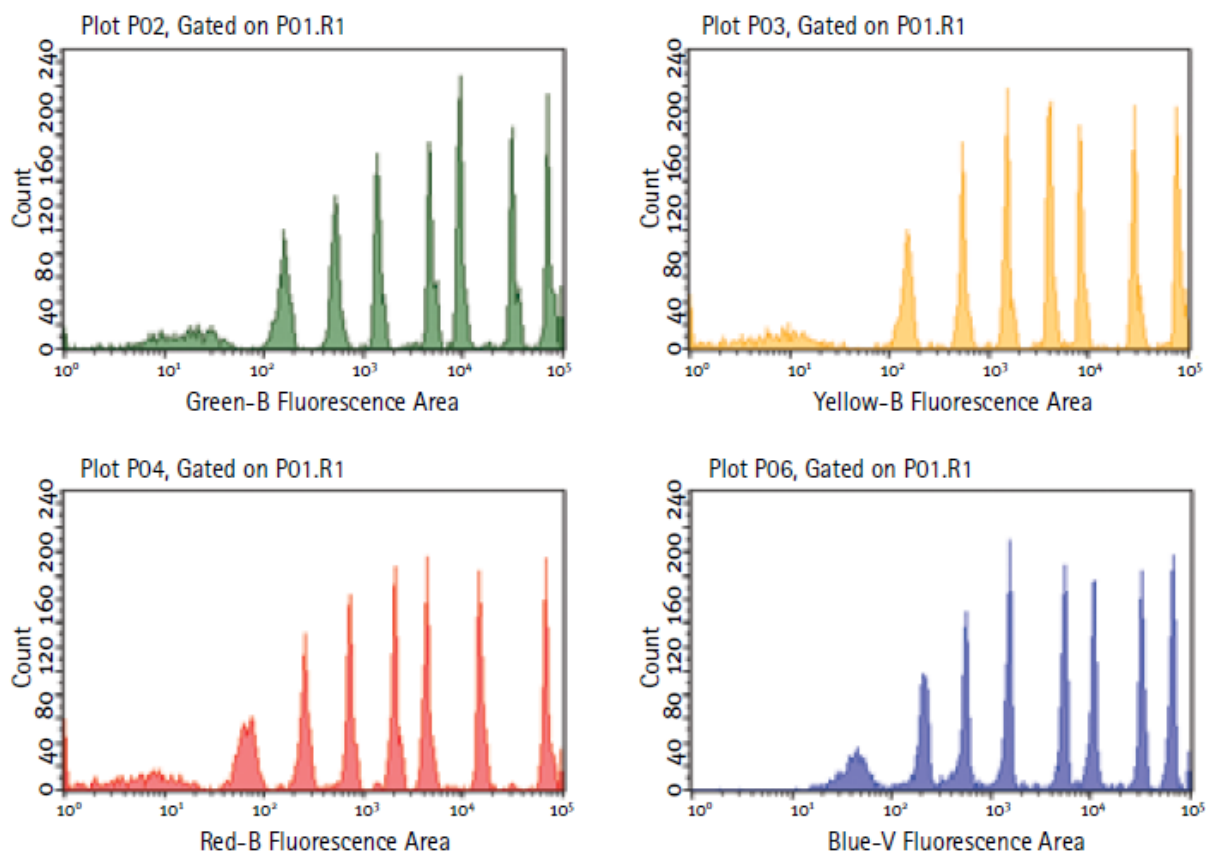 Plot P02, Gated on P01.R1
Count
0 40 80 120 160 200 240
10⁰ 10¹ 10² 10³ 10⁴ 10⁵
Green-B Fluorescence Area
Plot P03, Gated on P01.R1
Count
0 40 80 120 160 200 240
10⁰ 10¹ 10² 10³ 10⁴ 10⁵
Yellow-B Fluorescence Area
Plot P04, Gated on P01.R1
Count
0 40 80 120 160 200 240
10⁰ 10¹ 10² 10³ 10⁴ 10⁵
Red-B Fluorescence Area
Plot P06, Gated on P01.R1
Count
0 40 80 120 160 200 240
10⁰ 10¹ 10² 10³ 10⁴ 10⁵
Blue-V Fluorescence Area